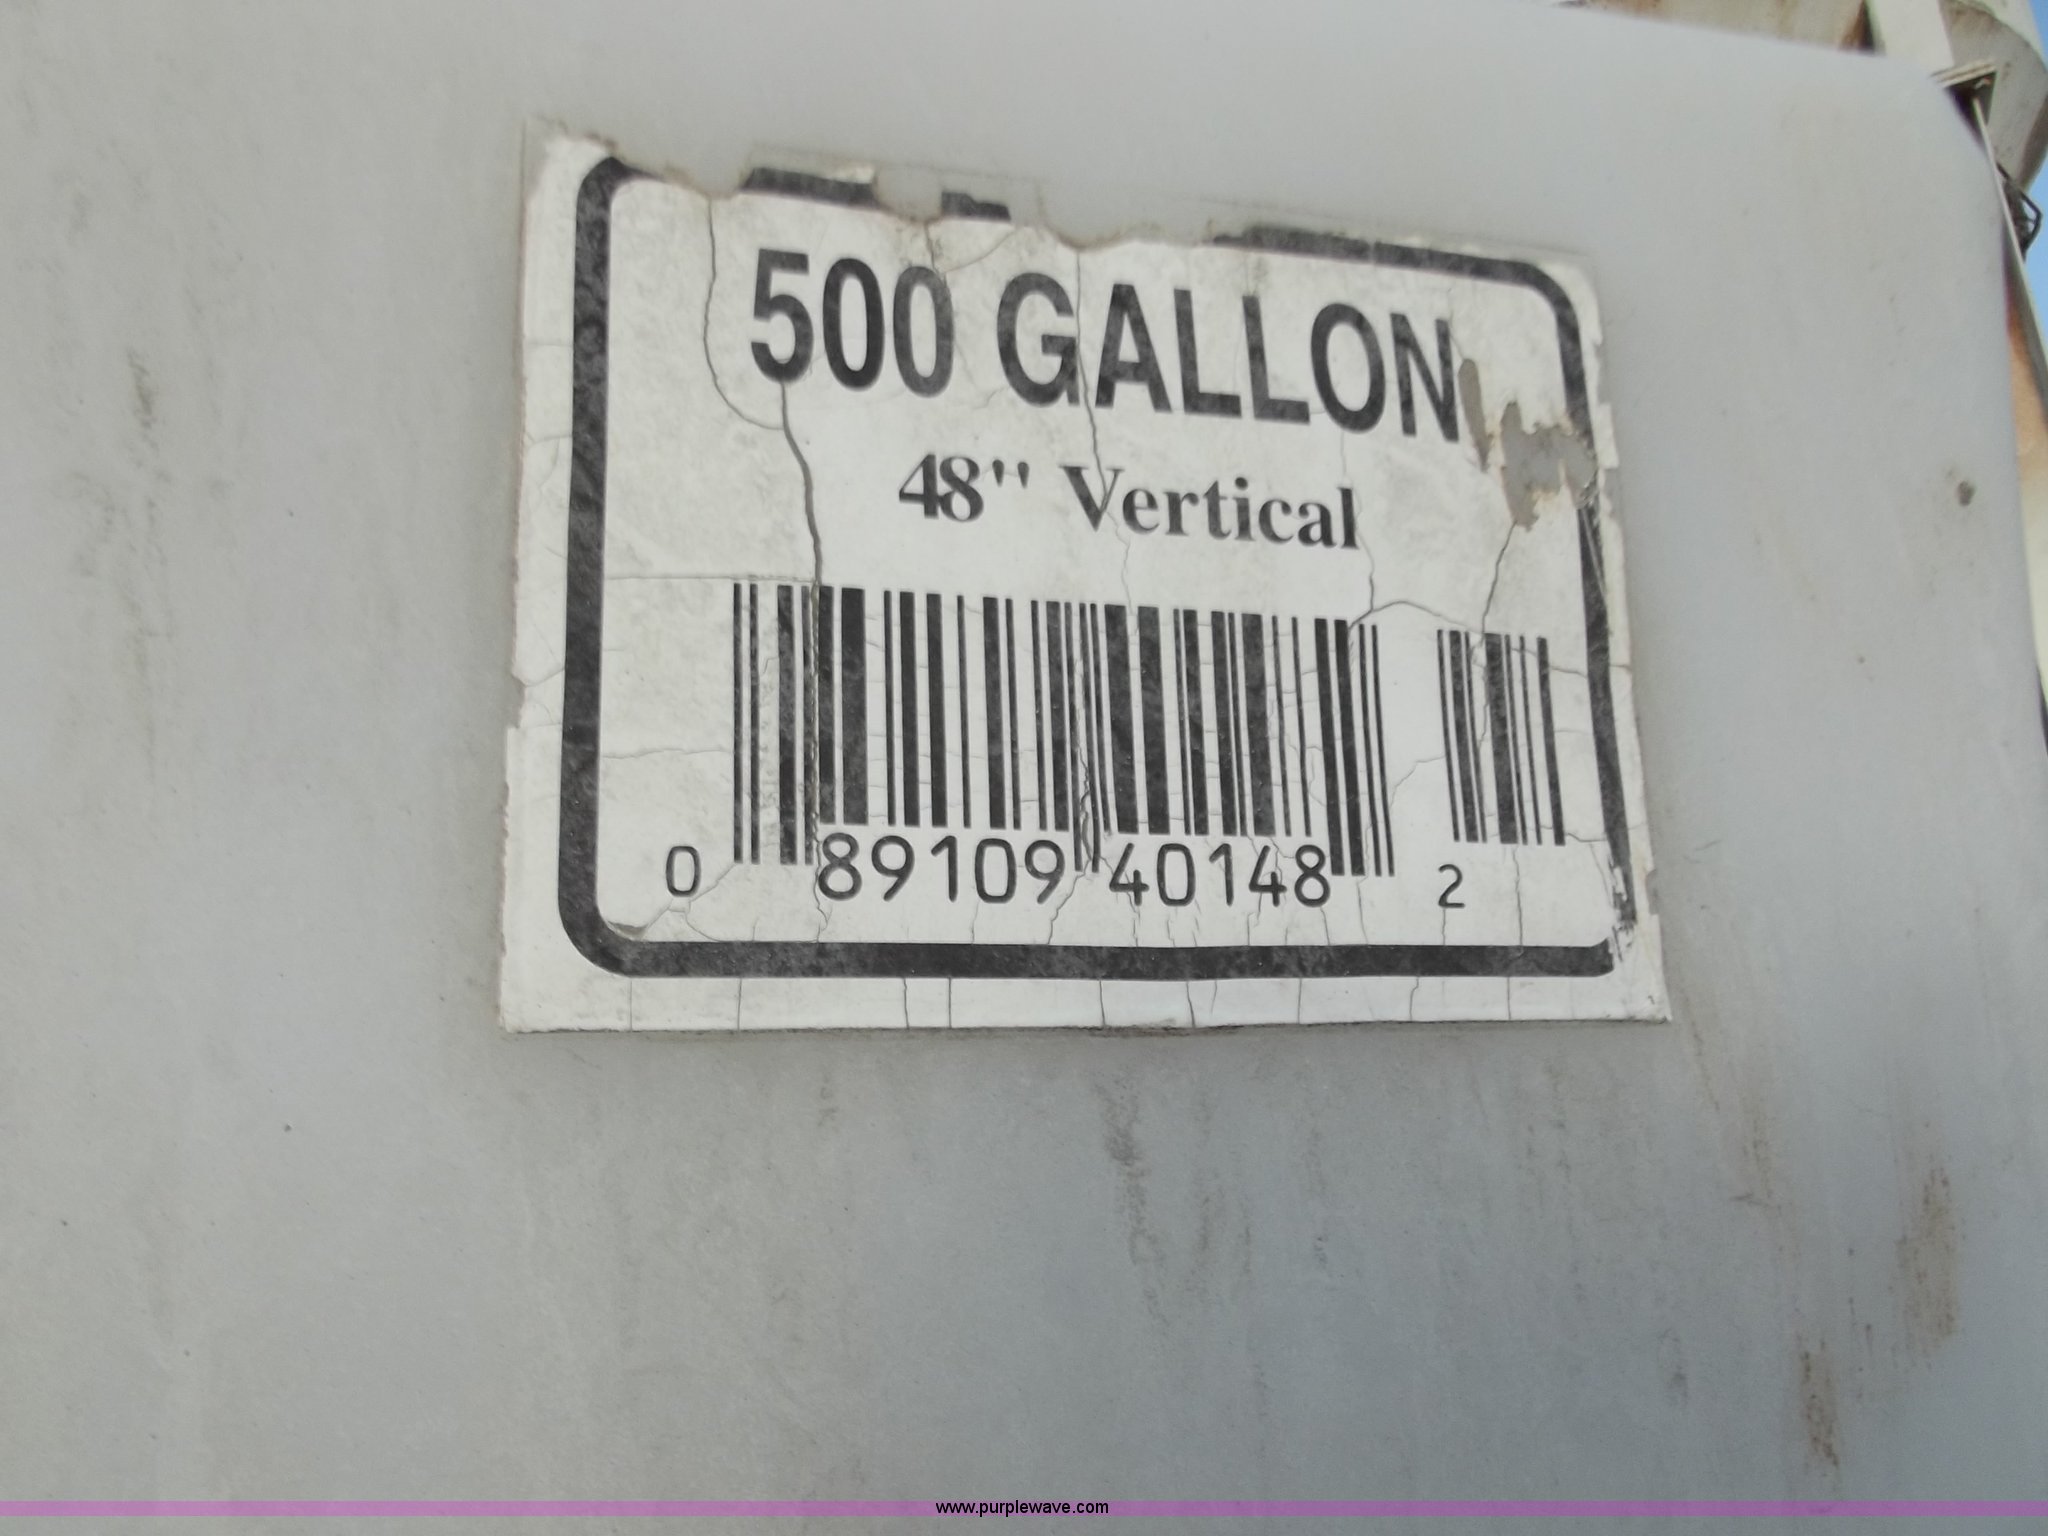 500 GALLON
48" Vertical
0 89109 40148 2
www.purplewave.com